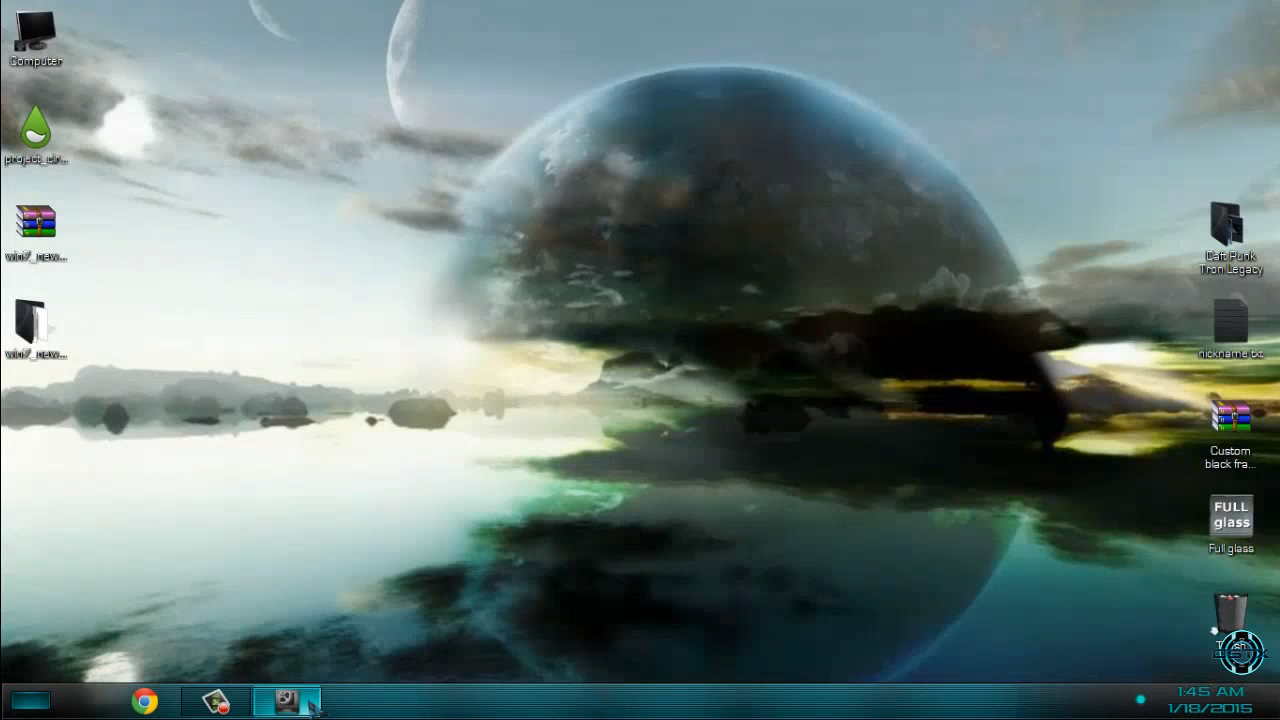 Computer
project_cir...
win7_new...
win7_new...
Daft Punk
Tron Legacy
nickname.txt
Custom
black fra...
FULL
glass
Full glass
1:45 AM
1/18/2015